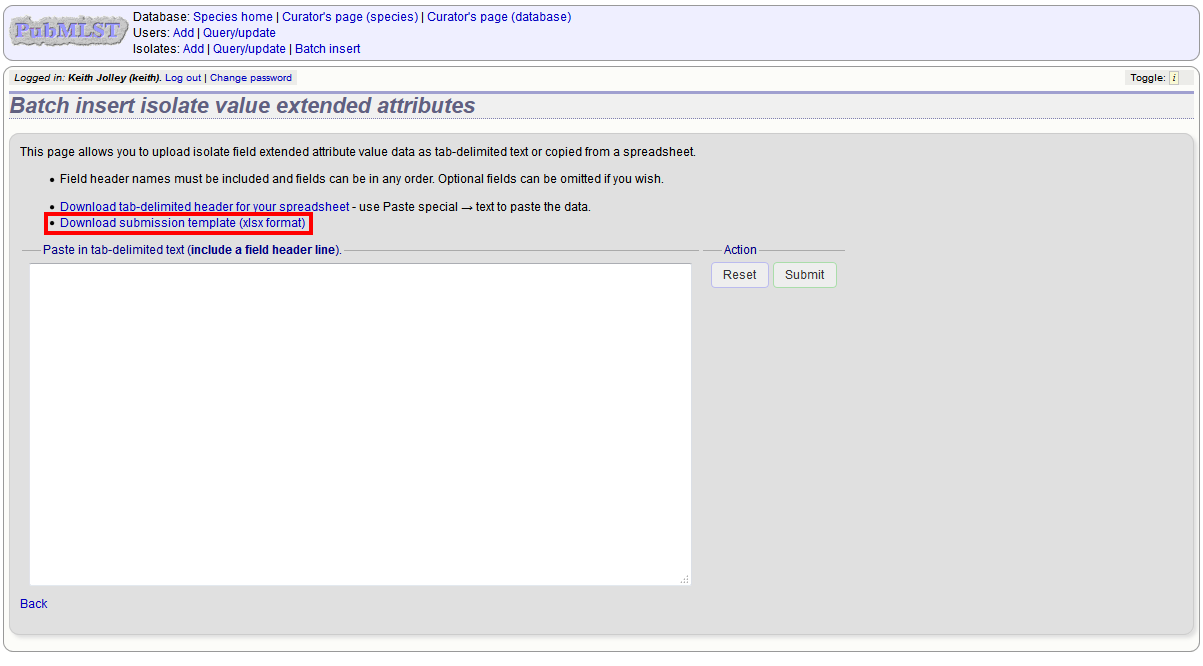 PubMLST
Database: Species home | Curator's page (species) | Curator's page (database)
Users: Add | Query/update
Isolates: Add | Query/update | Batch insert
Logged in: Keith Jolley (keith). Log out | Change password
Toggle: i
Batch insert isolate value extended attributes
This page allows you to upload isolate field extended attribute value data as tab-delimited text or copied from a spreadsheet.
• Field header names must be included and fields can be in any order. Optional fields can be omitted if you wish.
• Download tab-delimited header for your spreadsheet - use Paste special → text to paste the data.
• Download submission template (xlsx format)
Paste in tab-delimited text (include a field header line).
Action
Reset Submit
Back